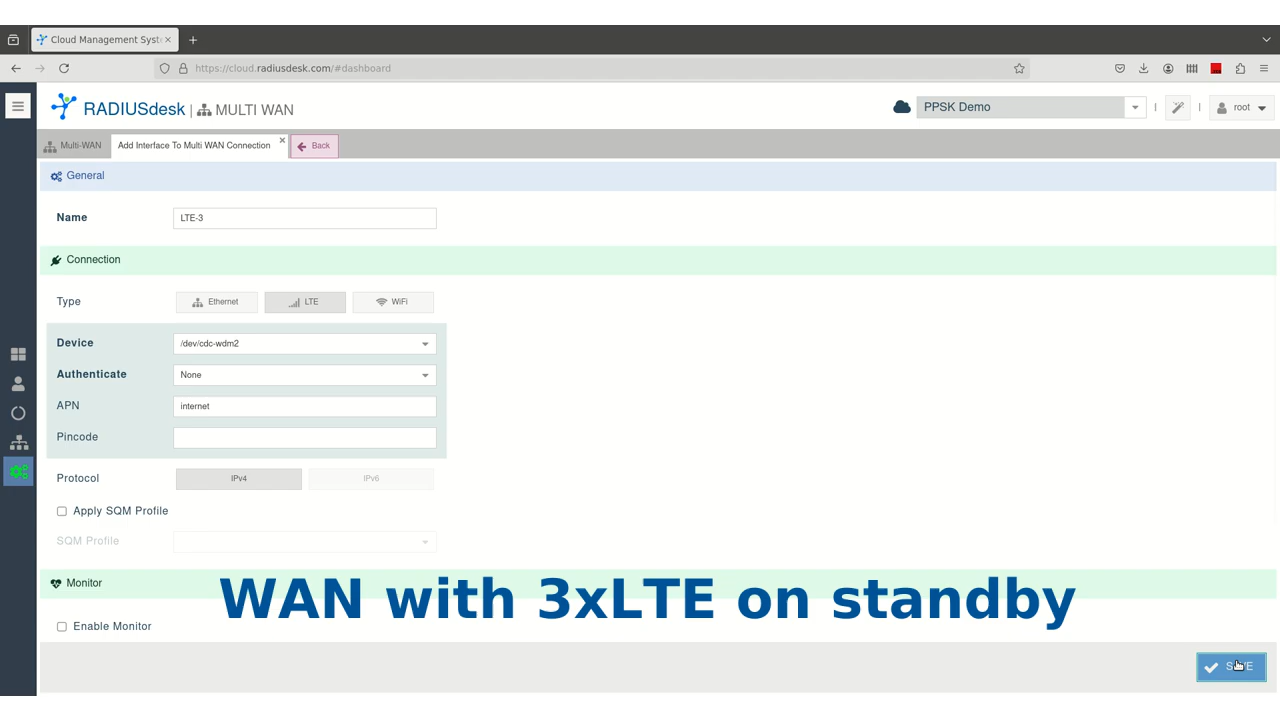 Cloud Management Syst
https://cloud.radiusdesk.com/#dashboard
RADIUSdesk | MULTI WAN
PPSK Demo
root
Multi-WAN
Add Interface To Multi WAN Connection
Back
General
Name
LTE-3
Connection
Type
Ethernet
LTE
WiFi
Device
/dev/cdc-wdm2
Authenticate
None
APN
internet
Pincode
Protocol
IPv4
IPv6
Apply SQM Profile
SQM Profile
Monitor
WAN with 3xLTE on standby
Enable Monitor